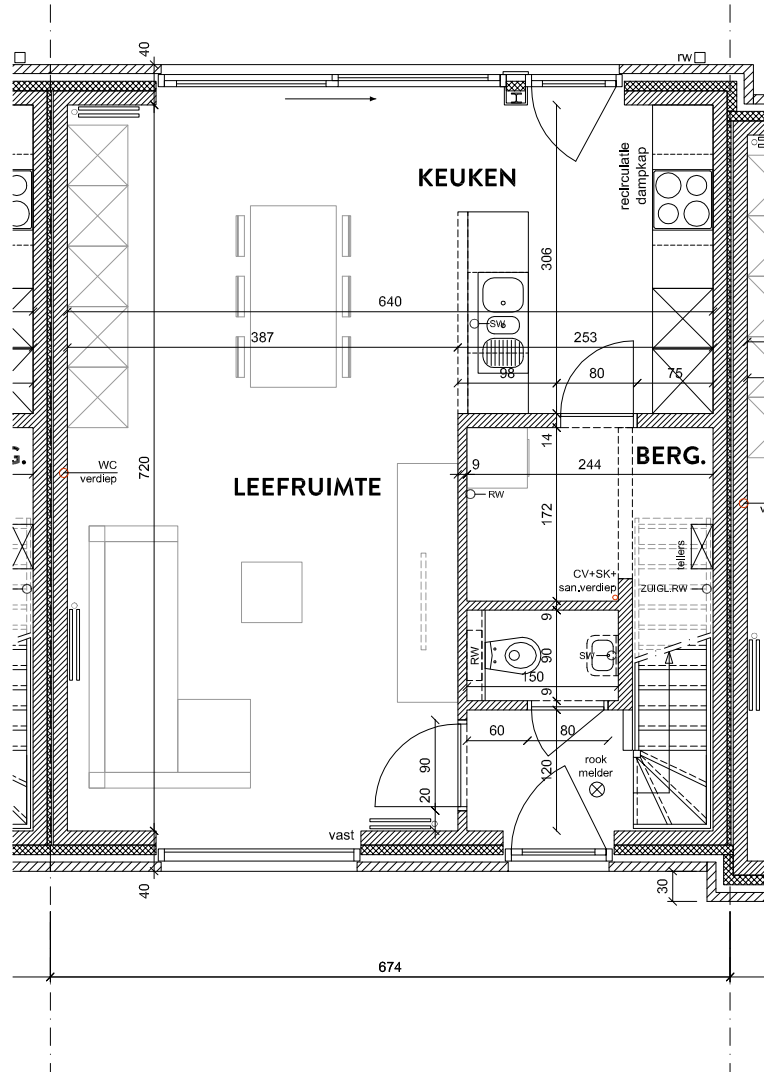 40
rw
KEUKEN
recirculatie
dampkap
306
640
387
253
SW
98
80
75
G.
WC
verdiep
720
LEEFRUIMTE
14
9
244
BERG.
RW
172
tellers
CV+SK+
san.verdiep
ZUIGL.RW
9
RW
90
SW
150
9
60
80
90
20
120
rook
melder
vast
40
30
674